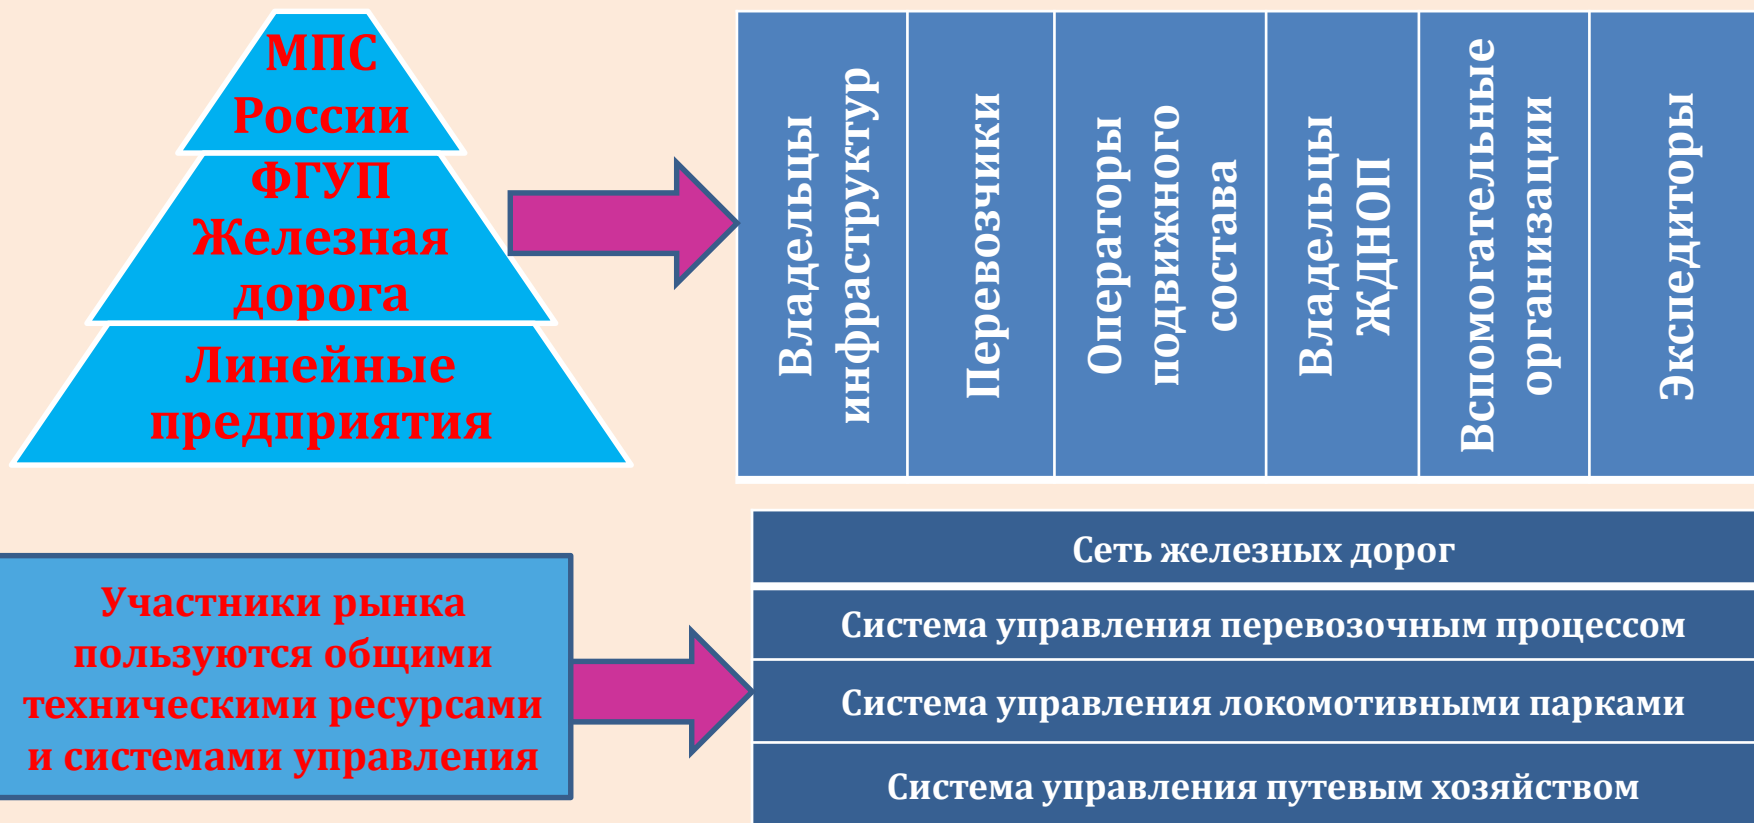 МПС
России
ФГУП
Железная
дорога
Линейные
предприятия
Владельцы
инфраструктур
Перевозчики
Операторы
подвижного
состава
Владельцы
ЖДНОП
Вспомогательные
организации
Экспедиторы
Участники рынка
пользуются общими
техническими ресурсами
и системами управления
Сеть железных дорог
Система управления перевозочным процессом
Система управления локомотивными парками
Система управления путевым хозяйством